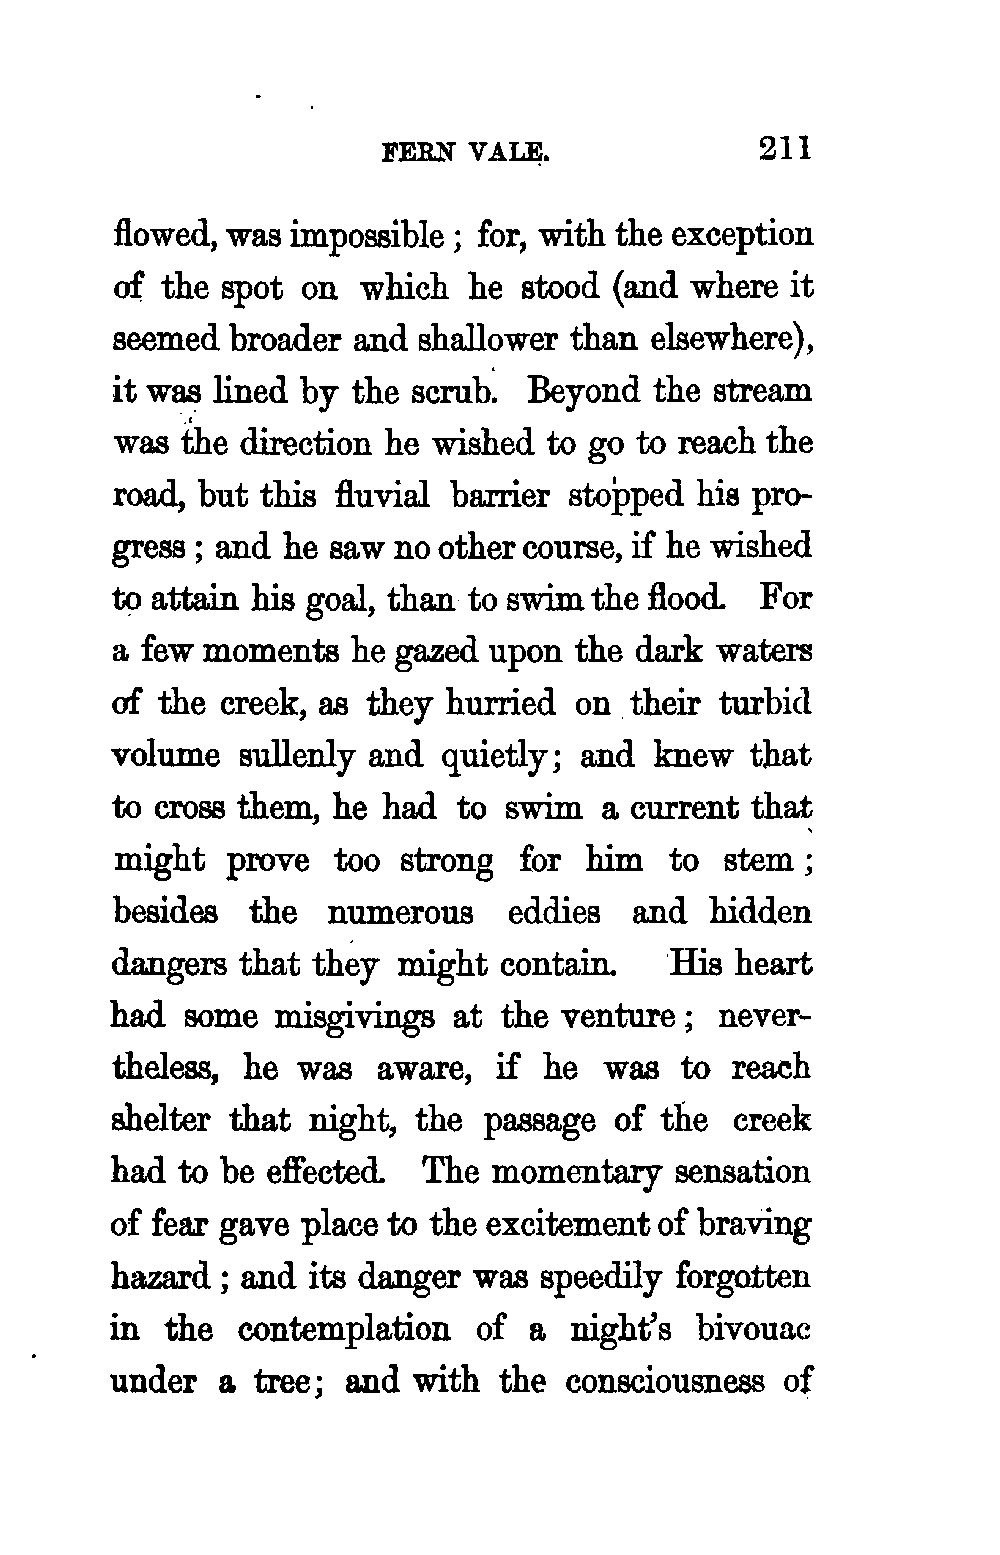 FERN VALE. 211
flowed, was impossible ; for, with the exception
of the spot on which he stood (and where it
seemed broader and shallower than elsewhere),
it was lined by the scrub. Beyond the stream
was the direction he wished to go to reach the
road, but this fluvial barrier stopped his pro-
gress ; and he saw no other course, if he wished
to attain his goal, than to swim the flood. For
a few moments he gazed upon the dark waters
of the creek, as they hurried on their turbid
volume sullenly and quietly; and knew that
to cross them, he had to swim a current that
might prove too strong for him to stem ;
besides the numerous eddies and hidden
dangers that they might contain. His heart
had some misgivings at the venture ; never-
theless, he was aware, if he was to reach
shelter that night, the passage of the creek
had to be effected. The momentary sensation
of fear gave place to the excitement of braving
hazard ; and its danger was speedily forgotten
in the contemplation of a night's bivouac
under a tree; and with the consciousness of